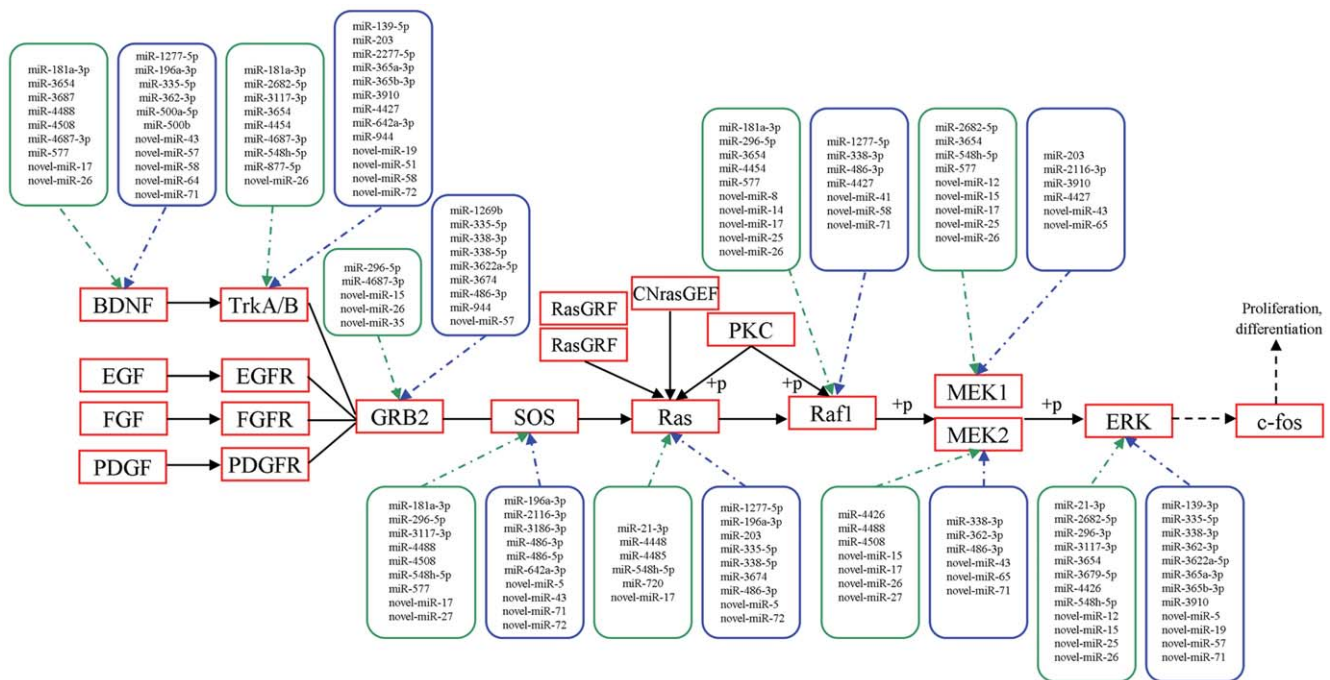 miR-181a-3p
miR-3654
miR-3687
miR-4488
miR-4508
miR-4687-3p
miR-577
novel-miR-17
novel-miR-26
miR-1277-5p
miR-196a-3p
miR-335-5p
miR-362-3p
miR-500a-5p
miR-500b
novel-miR-43
novel-miR-57
novel-miR-58
novel-miR-64
novel-miR-71
miR-181a-3p
miR-2682-5p
miR-3117-3p
miR-3654
miR-4454
miR-4687-3p
miR-548h-5p
miR-877-5p
novel-miR-26
miR-139-5p
miR-203
miR-2277-5p
miR-365a-3p
miR-365b-3p
miR-3910
miR-4427
miR-642a-3p
miR-944
novel-miR-19
novel-miR-51
novel-miR-58
novel-miR-72
miR-296-5p
miR-4687-3p
novel-miR-15
novel-miR-26
novel-miR-35
miR-1269b
miR-335-5p
miR-338-3p
miR-338-5p
miR-3622a-5p
miR-3674
miR-486-3p
miR-944
novel-miR-57
miR-181a-3p
miR-296-5p
miR-3654
miR-4454
miR-577
novel-miR-8
novel-miR-14
novel-miR-17
novel-miR-25
novel-miR-26
miR-1277-5p
miR-338-3p
miR-486-3p
miR-4427
novel-miR-41
novel-miR-58
novel-miR-71
miR-2682-5p
miR-3654
miR-548h-5p
miR-577
novel-miR-12
novel-miR-15
novel-miR-17
novel-miR-25
novel-miR-26
miR-203
miR-2116-3p
miR-3910
miR-4427
novel-miR-43
novel-miR-65
BDNF
TrkA/B
RasGRF
CNrasGEF
RasGRF
PKC
Proliferation,
differentiation
EGF
EGFR
+p
+p
MEK1
FGF
FGFR
GRB2
SOS
Ras
Raf1
+p
+p
MEK2
ERK
c-fos
PDGF
PDGFR
miR-181a-3p
miR-296-5p
miR-3117-3p
miR-4488
miR-4508
miR-548h-5p
miR-577
novel-miR-17
novel-miR-27
miR-196a-3p
miR-2116-3p
miR-3186-3p
miR-486-3p
miR-486-5p
miR-642a-3p
novel-miR-5
novel-miR-43
novel-miR-71
novel-miR-72
miR-21-3p
miR-4448
miR-4485
miR-548h-5p
miR-720
novel-miR-17
miR-1277-5p
miR-196a-3p
miR-203
miR-335-5p
miR-338-5p
miR-3674
miR-486-3p
novel-miR-5
novel-miR-72
miR-4426
miR-4488
miR-4508
novel-miR-15
novel-miR-17
novel-miR-26
novel-miR-27
miR-338-3p
miR-362-3p
miR-486-3p
novel-miR-43
novel-miR-65
novel-miR-71
miR-21-3p
miR-2682-5p
miR-296-3p
miR-3117-3p
miR-3654
miR-3679-5p
miR-4426
miR-548h-5p
novel-miR-12
novel-miR-15
novel-miR-25
novel-miR-26
miR-139-3p
miR-335-5p
miR-338-3p
miR-362-3p
miR-3622a-5p
miR-365a-3p
miR-365b-3p
miR-3910
novel-miR-5
novel-miR-19
novel-miR-57
novel-miR-71